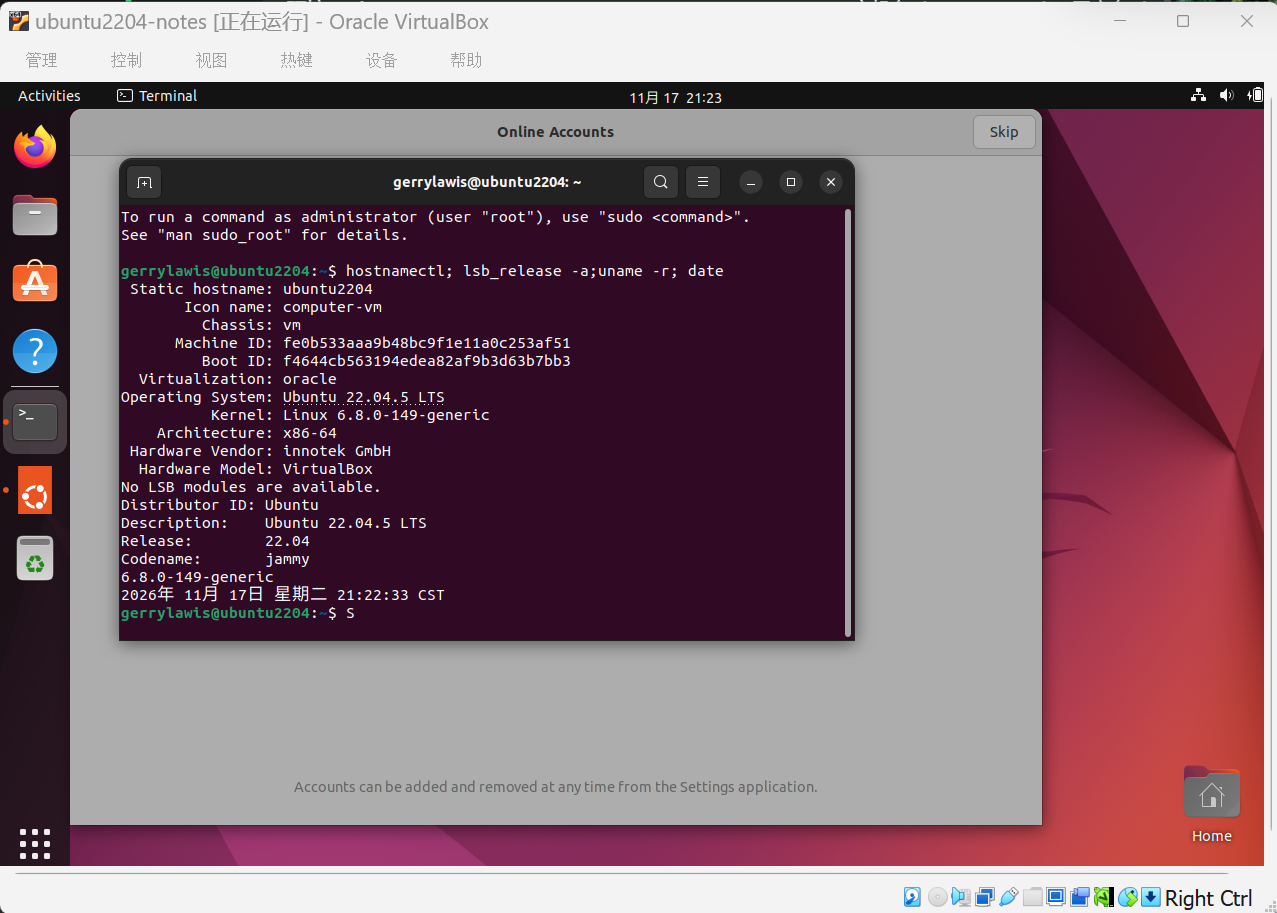 ubuntu2204-notes [正在运行] - Oracle VirtualBox
管理 控制 视图 热键 设备 帮助
Activities Terminal 11月 17 21:23
Online Accounts Skip
gerrylawis@ubuntu2204: ~
To run a command as administrator (user "root"), use "sudo <command>".
See "man sudo_root" for details.
gerrylawis@ubuntu2204:~$ hostnamectl; lsb_release -a;uname -r; date
Static hostname: ubuntu2204
Icon name: computer-vm
Chassis: vm
Machine ID: fe0b533aaa9b48bc9f1e11a0c253af51
Boot ID: f4644cb563194edea82af9b3d63b7bb3
Virtualization: oracle
Operating System: Ubuntu 22.04.5 LTS
Kernel: Linux 6.8.0-149-generic
Architecture: x86-64
Hardware Vendor: innotek GmbH
Hardware Model: VirtualBox
No LSB modules are available.
Distributor ID: Ubuntu
Description: Ubuntu 22.04.5 LTS
Release: 22.04
Codename: jammy
6.8.0-149-generic
2026年 11月 17日 星期二 21:22:33 CST
gerrylawis@ubuntu2204:~$ S
Accounts can be added and removed at any time from the Settings application.
Home
Right Ctrl